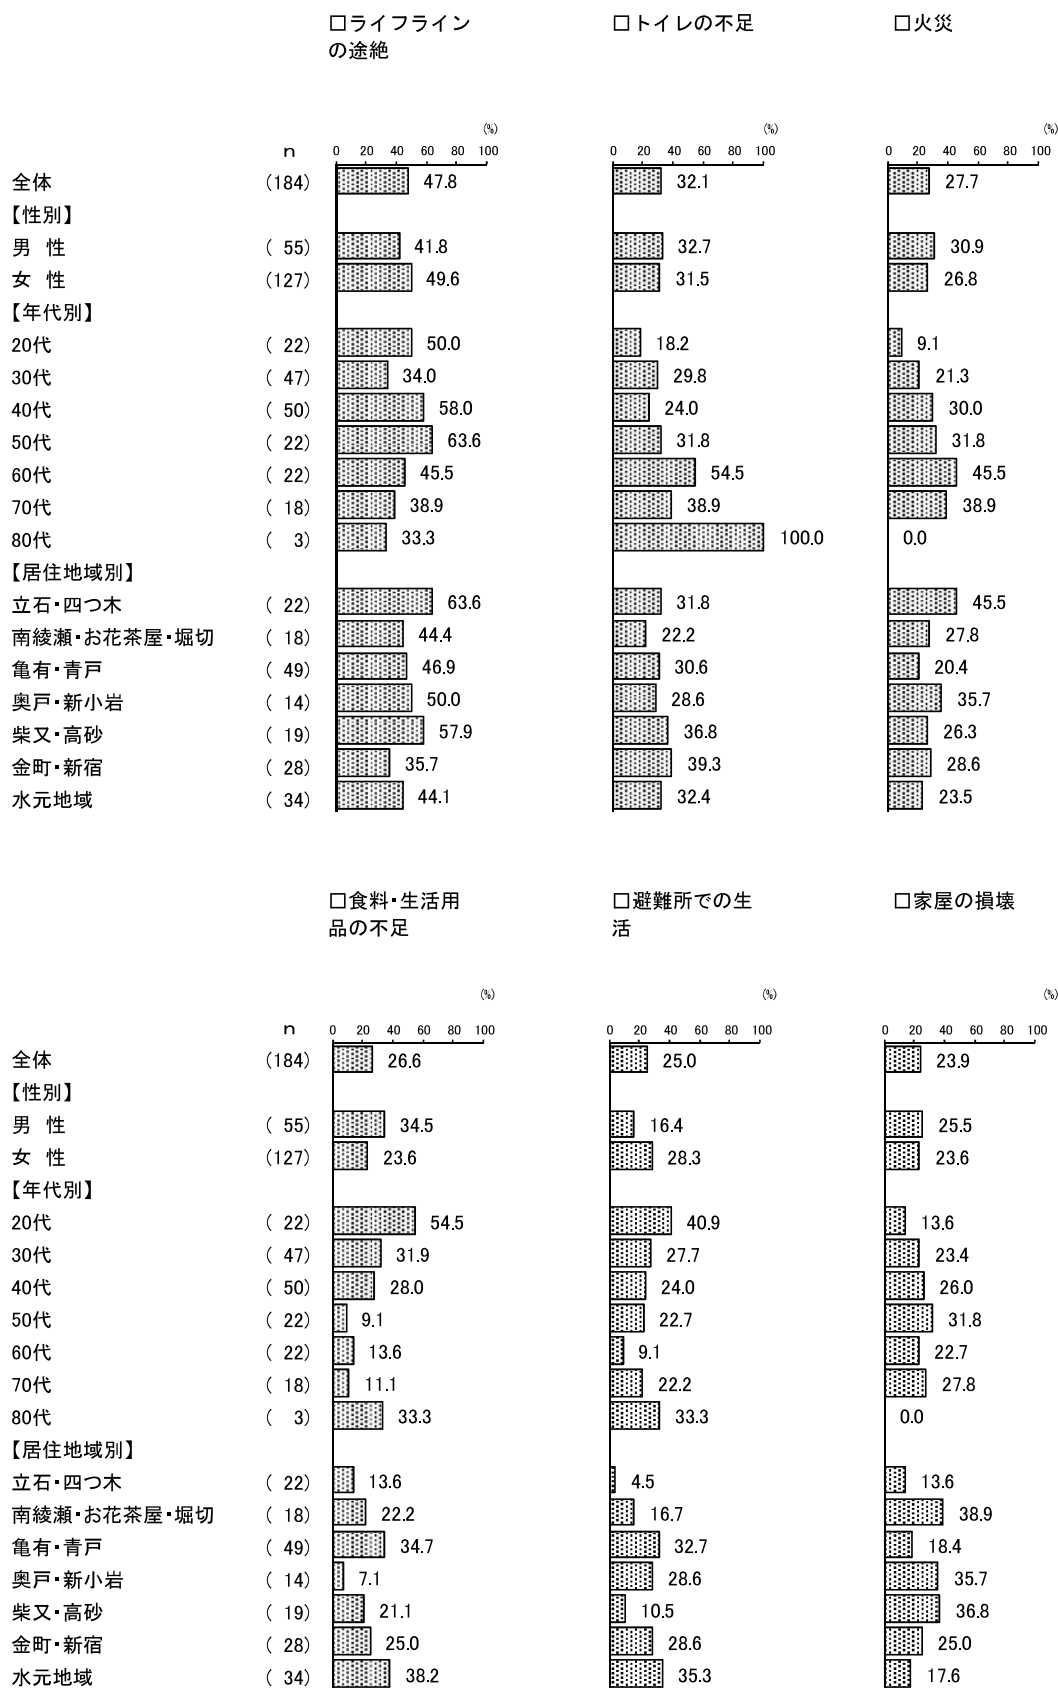 □ライフライン □トイレの不足 □火災
の途絶
(%) (%) (%)
n 0 20 40 60 80 100 0 20 40 60 80 100 0 20 40 60 80 100
全体 (184) 47.8 32.1 27.7
【性別】
男 性 ( 55) 41.8 32.7 30.9
女 性 (127) 49.6 31.5 26.8
【年代別】
20代 ( 22) 50.0 18.2 9.1
30代 ( 47) 34.0 29.8 21.3
40代 ( 50) 58.0 24.0 30.0
50代 ( 22) 63.6 31.8 31.8
60代 ( 22) 45.5 54.5 45.5
70代 ( 18) 38.9 38.9 38.9
80代 ( 3) 33.3 100.0 0.0
【居住地域別】
立石・四つ木 ( 22) 63.6 31.8 45.5
南綾瀬・お花茶屋・堀切 ( 18) 44.4 22.2 27.8
亀有・青戸 ( 49) 46.9 30.6 20.4
奥戸・新小岩 ( 14) 50.0 28.6 35.7
柴又・高砂 ( 19) 57.9 36.8 26.3
金町・新宿 ( 28) 35.7 39.3 28.6
水元地域 ( 34) 44.1 32.4 23.5
□食料・生活用 □避難所での生 □家屋の損壊
品の不足 活
(%) (%) (%)
n 0 20 40 60 80 100 0 20 40 60 80 100 0 20 40 60 80 100
全体 (184) 26.6 25.0 23.9
【性別】
男 性 ( 55) 34.5 16.4 25.5
女 性 (127) 23.6 28.3 23.6
【年代別】
20代 ( 22) 54.5 40.9 13.6
30代 ( 47) 31.9 27.7 23.4
40代 ( 50) 28.0 24.0 26.0
50代 ( 22) 9.1 22.7 31.8
60代 ( 22) 13.6 9.1 22.7
70代 ( 18) 11.1 22.2 27.8
80代 ( 3) 33.3 33.3 0.0
【居住地域別】
立石・四つ木 ( 22) 13.6 4.5 13.6
南綾瀬・お花茶屋・堀切 ( 18) 22.2 16.7 38.9
亀有・青戸 ( 49) 34.7 32.7 18.4
奥戸・新小岩 ( 14) 7.1 28.6 35.7
柴又・高砂 ( 19) 21.1 10.5 36.8
金町・新宿 ( 28) 25.0 28.6 25.0
水元地域 ( 34) 38.2 35.3 17.6